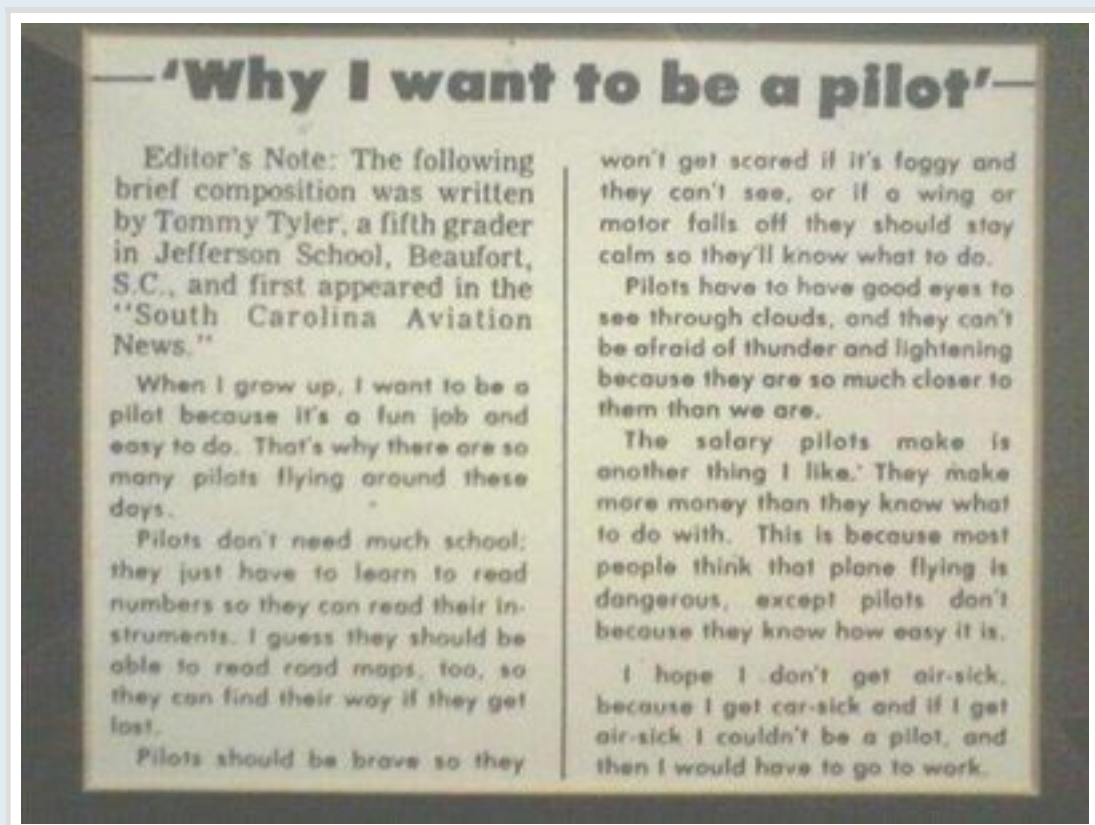 'Why I want to be a pilot'
Editor's Note: The following
brief composition was written
by Tommy Tyler, a fifth grader
in Jefferson School, Beaufort,
S.C., and first appeared in the
"South Carolina Aviation
News."
When I grow up, I want to be a
pilot because it's a fun job and
easy to do. That's why there are so
many pilots flying around these
days.
Pilots don't need much school;
they just have to learn to read
numbers so they can read their in-
struments. I guess they should be
able to read road maps, too, so
they can find their way if they get
lost.
Pilots should be brave so they
won't get scared if it's foggy and
they can't see, or if a wing or
motor falls off they should stay
calm so they'll know what to do.
Pilots have to have good eyes to
see through clouds, and they can't
be afraid of thunder and lightening
because they are so much closer to
them than we are.
The salary pilots make is
another thing I like. They make
more money than they know what
to do with. This is because most
people think that plane flying is
dangerous, except pilots don't
because they know how easy it is.
I hope I don't get air-sick,
because I get car-sick and if I get
air-sick I couldn't be a pilot, and
then I would have to go to work.